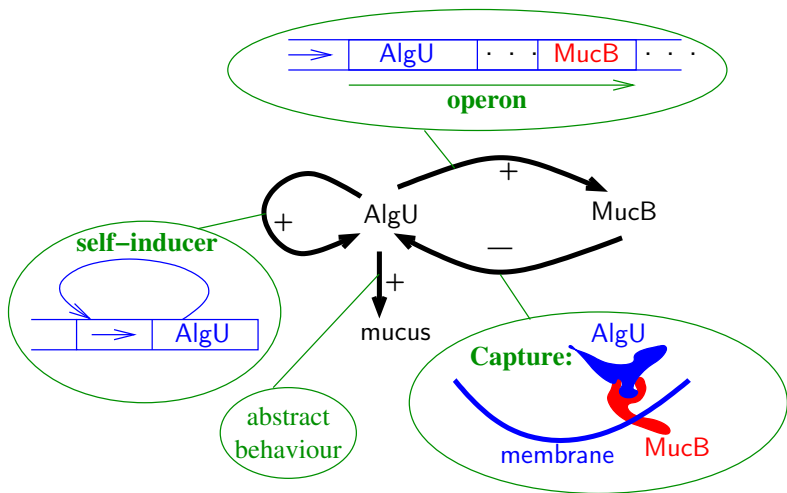 AlgU · · · MucB · · ·
operon
+
AlgU
MucB
+
self−inducer
−
AlgU
+
mucus
AlgU
Capture:
abstract
behaviour
membrane
MucB